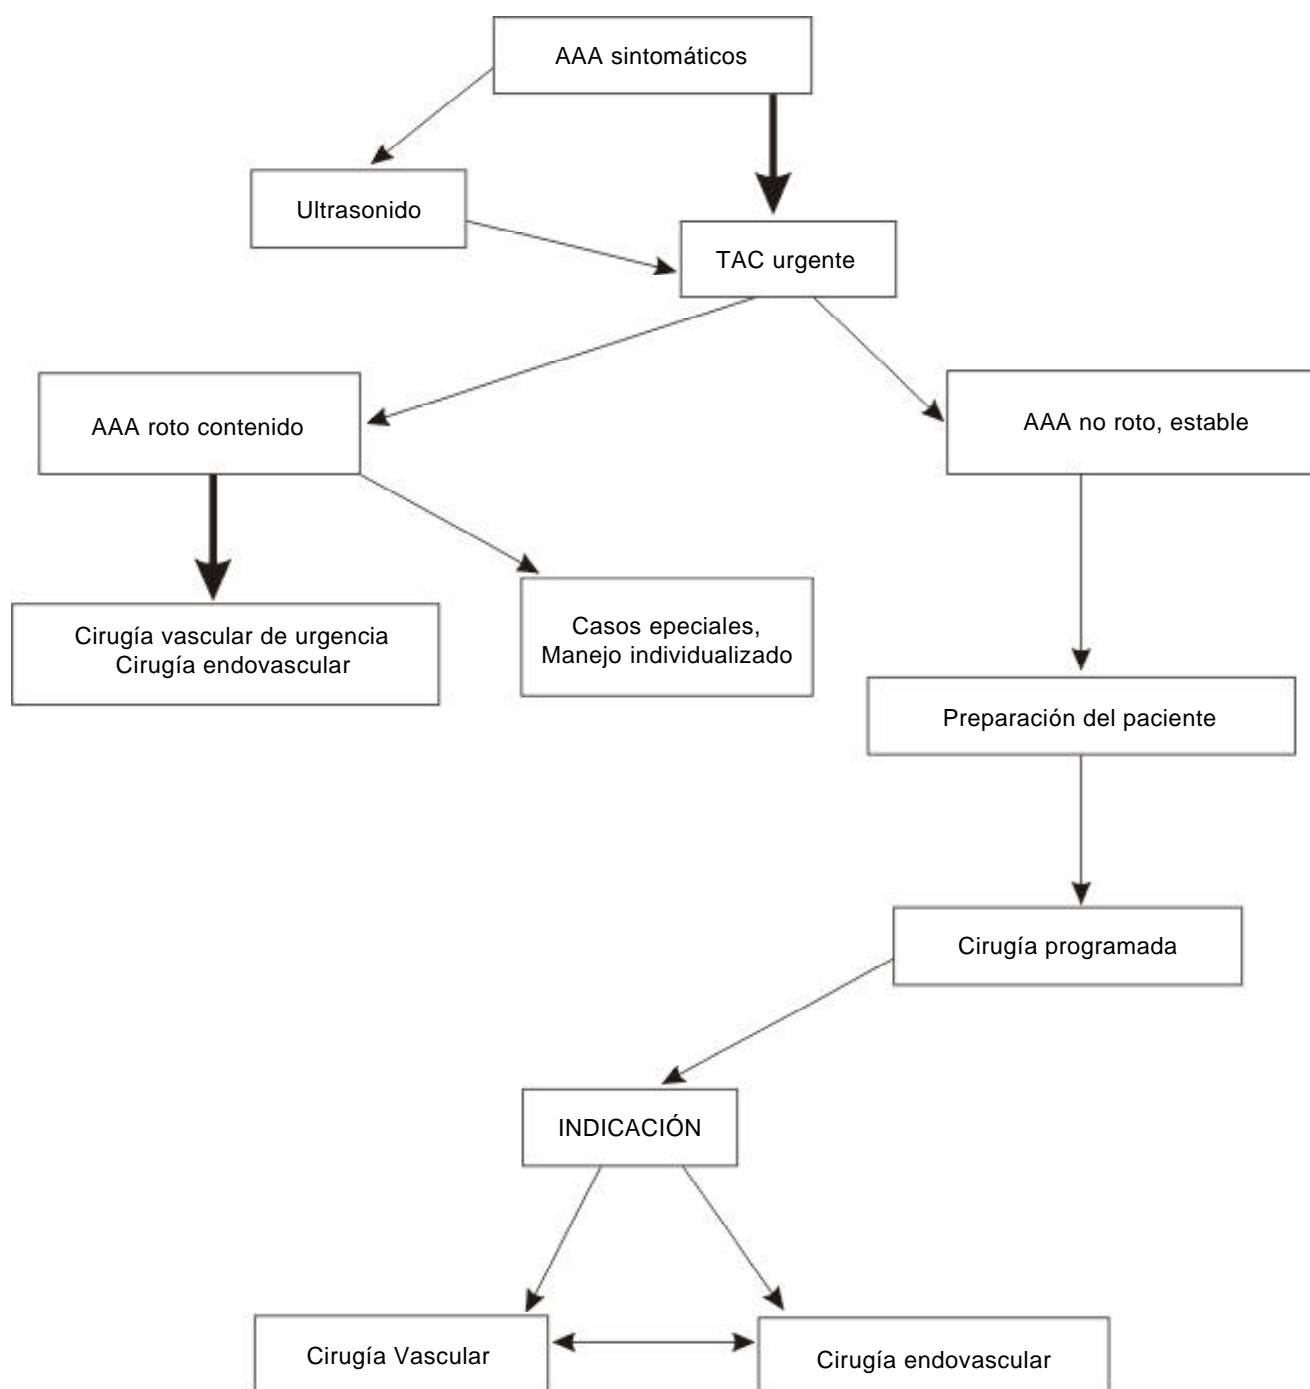 AAA sintomáticos
Ultrasonido
TAC urgente
AAA roto contenido
AAA no roto, estable
Cirugía vascular de urgencia
Cirugía endovascular
Casos epeciales,
Manejo individualizado
Preparación del paciente
Cirugía programada
INDICACIÓN
Cirugía Vascular
Cirugía endovascular